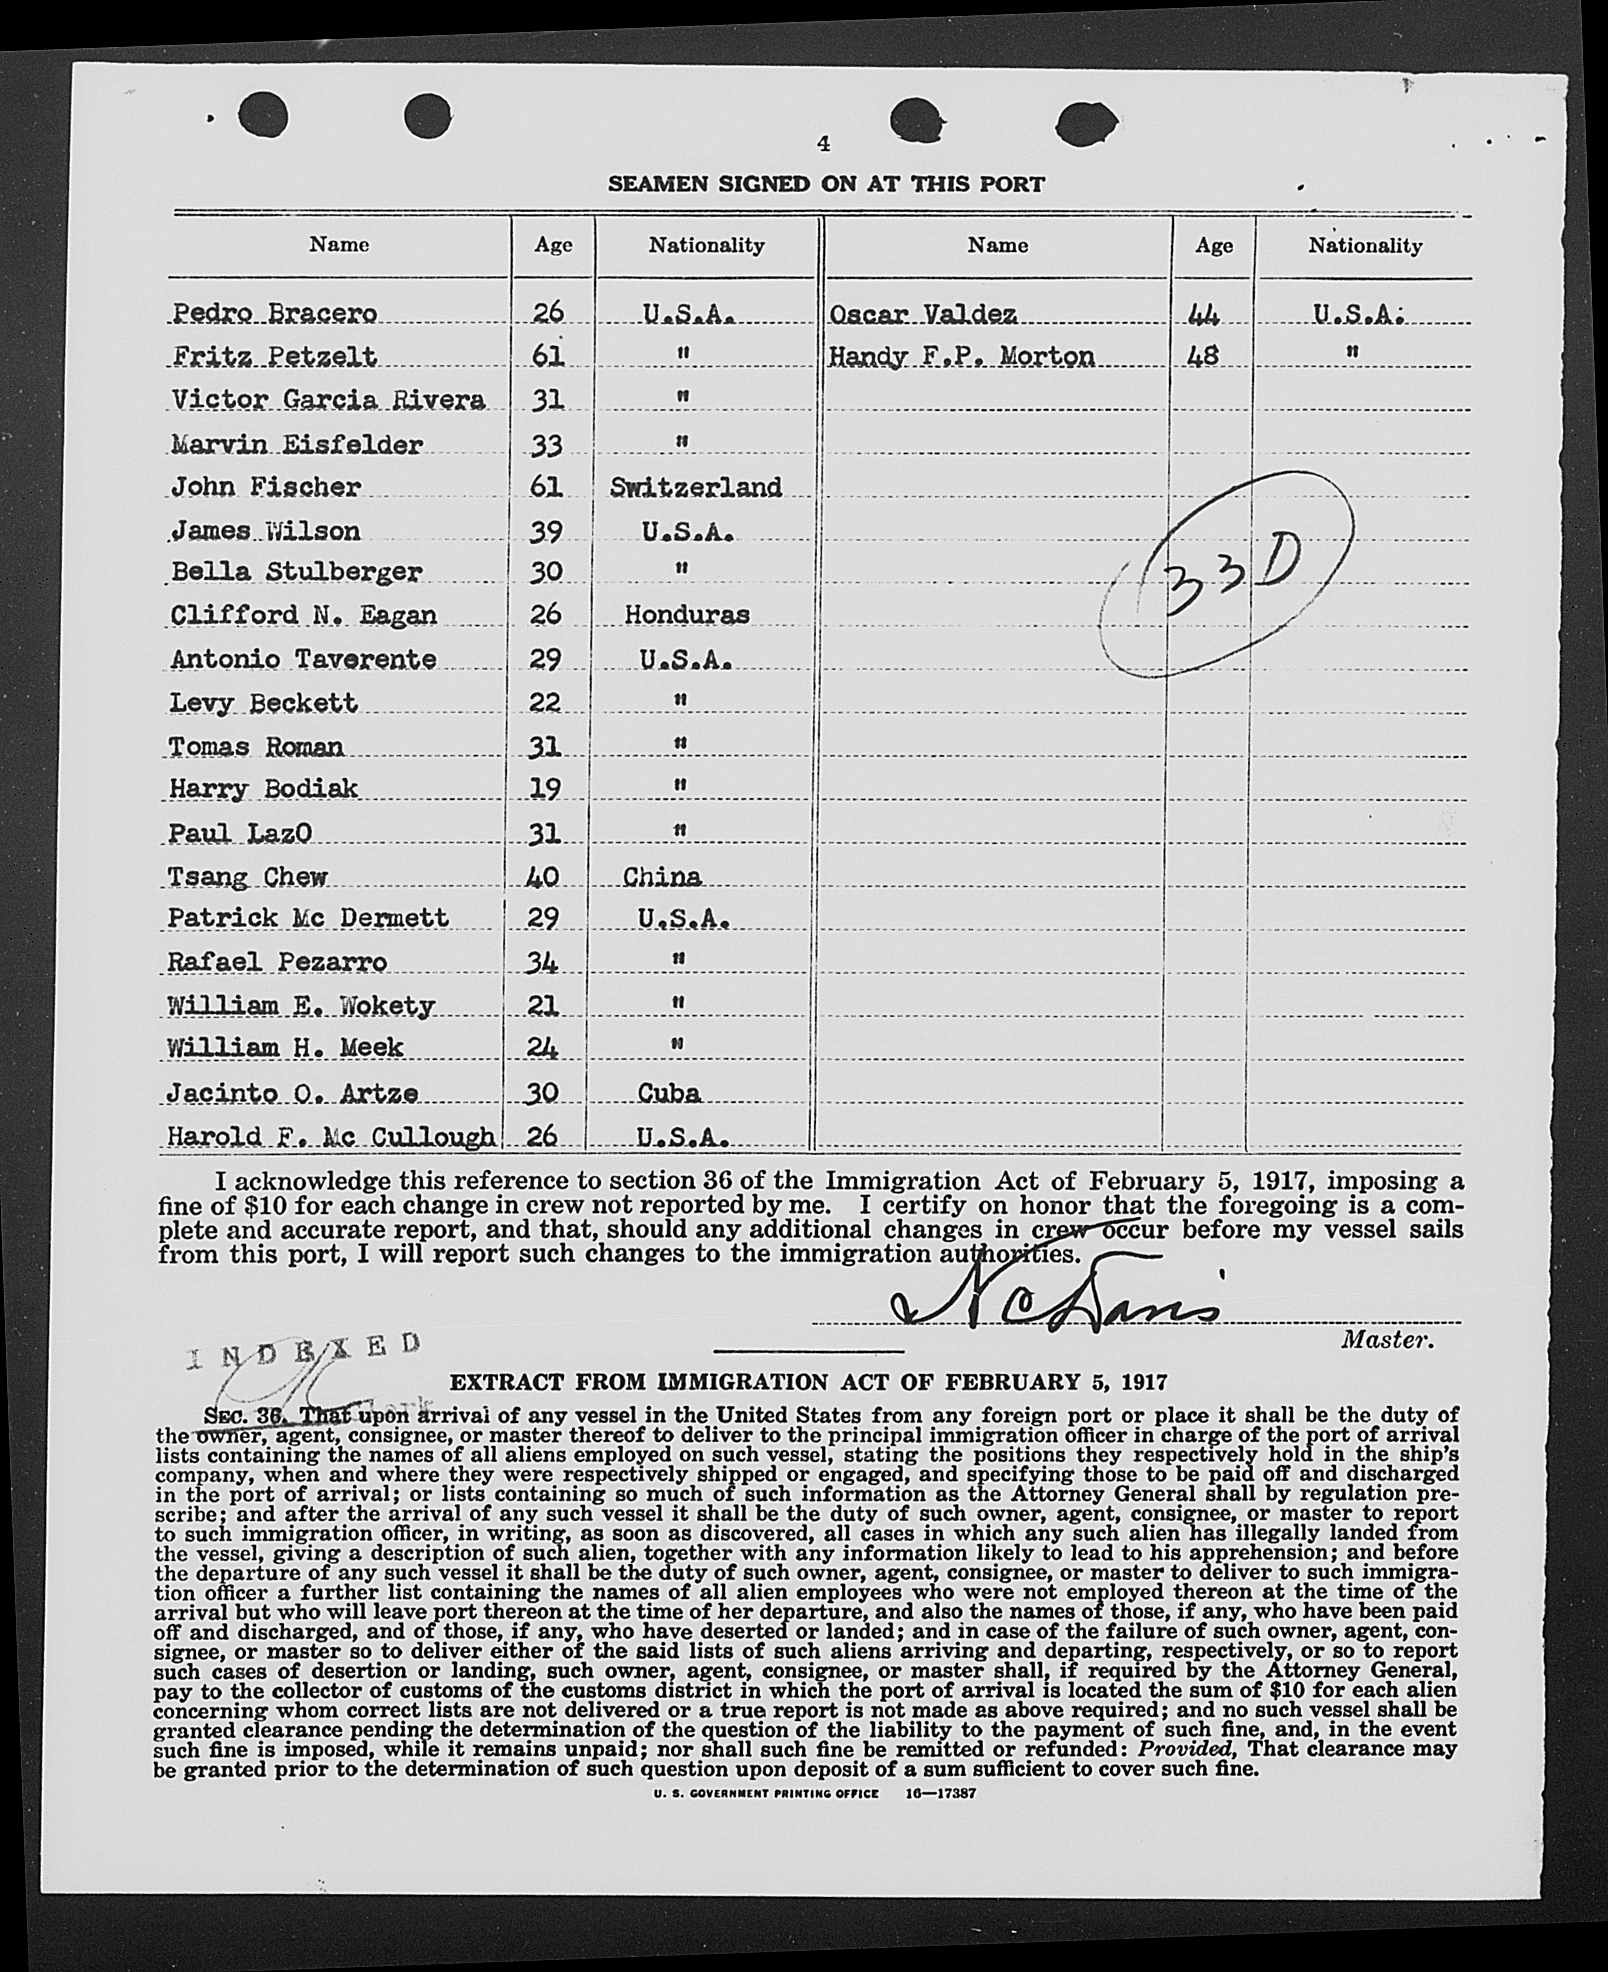 4
SEAMEN SIGNED ON AT THIS PORT
Name Age Nationality Name Age Nationality
Pedro Bracero 26 U.S.A. Oscar Valdez 44 U.S.A.
Fritz Petzelt 61 " Handy F.P. Morton 48 "
Victor Garcia Rivera 31 "
Marvin Eisfelder 33 "
John Fischer 61 Switzerland
James Wilson 39 U.S.A.
Bella Stulberger 30 "
33D
Clifford N. Eagan 26 Honduras
Antonio Taverente 29 U.S.A.
Levy Beckett 22 "
Tomas Roman 31 "
Harry Bodiak 19 "
Paul LazO 31 "
Tsang Chew 40 China
Patrick Mc Dermett 29 U.S.A.
Rafael Pezarro 34 "
William E. Wokety 21 "
William H. Meek 24 "
Jacinto O. Artze 30 Cuba
Harold F. Mc Cullough 26 U.S.A.
I acknowledge this reference to section 36 of the Immigration Act of February 5, 1917, imposing a
fine of $10 for each change in crew not reported by me. I certify on honor that the foregoing is a com-
plete and accurate report, and that, should any additional changes in crew occur before my vessel sails
from this port, I will report such changes to the immigration authorities.
N C Davis
Master.
INDEXED
EXTRACT FROM IMMIGRATION ACT OF FEBRUARY 5, 1917
SEC. 36. That upon arrival of any vessel in the United States from any foreign port or place it shall be the duty of
the owner, agent, consignee, or master thereof to deliver to the principal immigration officer in charge of the port of arrival
lists containing the names of all aliens employed on such vessel, stating the positions they respectively hold in the ship's
company, when and where they were respectively shipped or engaged, and specifying those to be paid off and discharged
in the port of arrival; or lists containing so much of such information as the Attorney General shall by regulation pre-
scribe; and after the arrival of any such vessel it shall be the duty of such owner, agent, consignee, or master to report
to such immigration officer, in writing, as soon as discovered, all cases in which any such alien has illegally landed from
the vessel, giving a description of such alien, together with any information likely to lead to his apprehension; and before
the departure of any such vessel it shall be the duty of such owner, agent, consignee, or master to deliver to such immigra-
tion officer a further list containing the names of all alien employees who were not employed thereon at the time of the
arrival but who will leave port thereon at the time of her departure, and also the names of those, if any, who have been paid
off and discharged, and of those, if any, who have deserted or landed; and in case of the failure of such owner, agent, con-
signee, or master so to deliver either of the said lists of such aliens arriving and departing, respectively, or so to report
such cases of desertion or landing, such owner, agent, consignee, or master shall, if required by the Attorney General,
pay to the collector of customs of the customs district in which the port of arrival is located the sum of $10 for each alien
concerning whom correct lists are not delivered or a true report is not made as above required; and no such vessel shall be
granted clearance pending the determination of the question of the liability to the payment of such fine, and, in the event
such fine is imposed, while it remains unpaid; nor shall such fine be remitted or refunded: Provided, That clearance may
be granted prior to the determination of such question upon deposit of a sum sufficient to cover such fine.
U. S. GOVERNMENT PRINTING OFFICE 16—17387